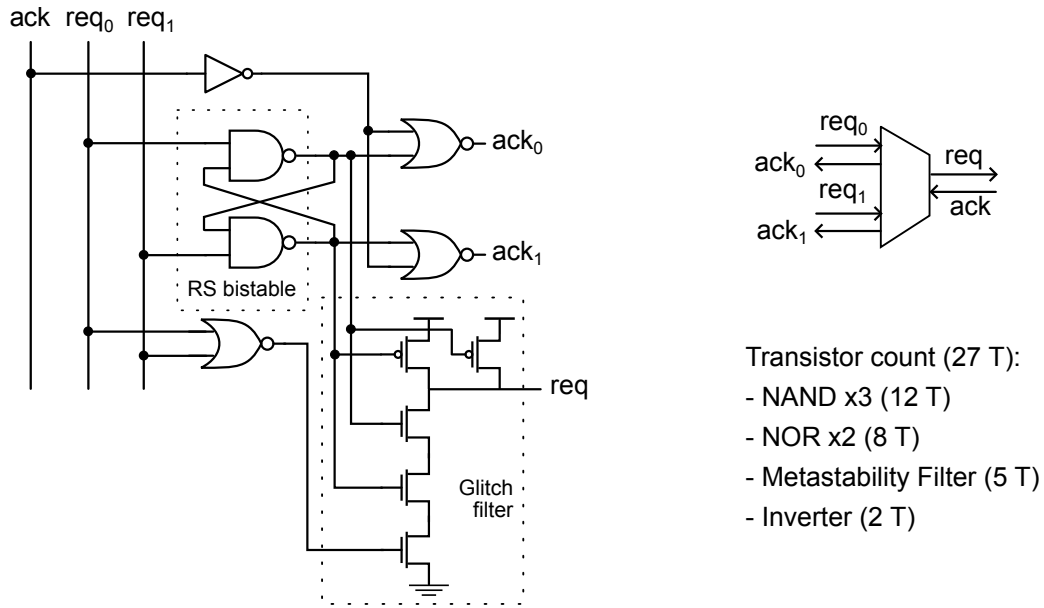 ack req₀ req₁
ack₀
ack₁
RS bistable
req
Glitch
filter
req₀
ack₀
req₁
ack₁
req
ack
Transistor count (27 T):
- NAND x3 (12 T)
- NOR x2 (8 T)
- Metastability Filter (5 T)
- Inverter (2 T)